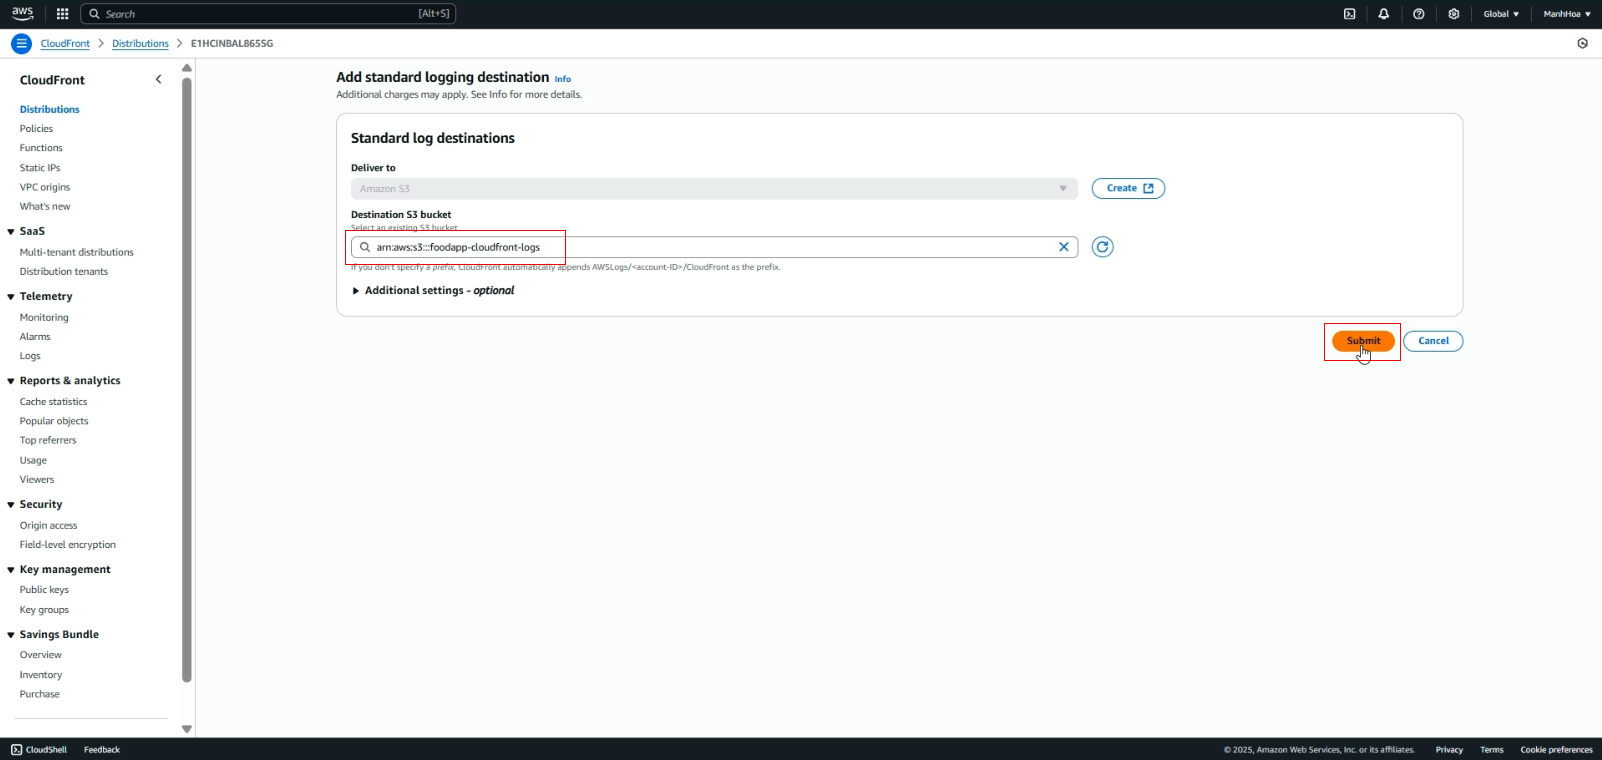 aws
Search [Alt+S]
Global ManhHoa
CloudFront Distributions E1HCINBAL865SG
CloudFront
Distributions
Policies
Functions
Static IPs
VPC origins
What's new
SaaS
Multi-tenant distributions
Distribution tenants
Telemetry
Monitoring
Alarms
Logs
Reports & analytics
Cache statistics
Popular objects
Top referrers
Usage
Viewers
Security
Origin access
Field-level encryption
Key management
Public keys
Key groups
Savings Bundle
Overview
Inventory
Purchase
Add standard logging destination Info
Additional charges may apply. See Info for more details.
Standard log destinations
Deliver to
Amazon S3
Create
Destination S3 bucket
Select an existing S3 bucket
arn:aws:s3:::foodapp-cloudfront-logs
If you don't specify a prefix, CloudFront automatically appends AWSLogs/<account-ID>/CloudFront as the prefix.
Additional settings - optional
Submit Cancel
CloudShell Feedback
© 2025, Amazon Web Services, Inc. or its affiliates. Privacy Terms Cookie preferences